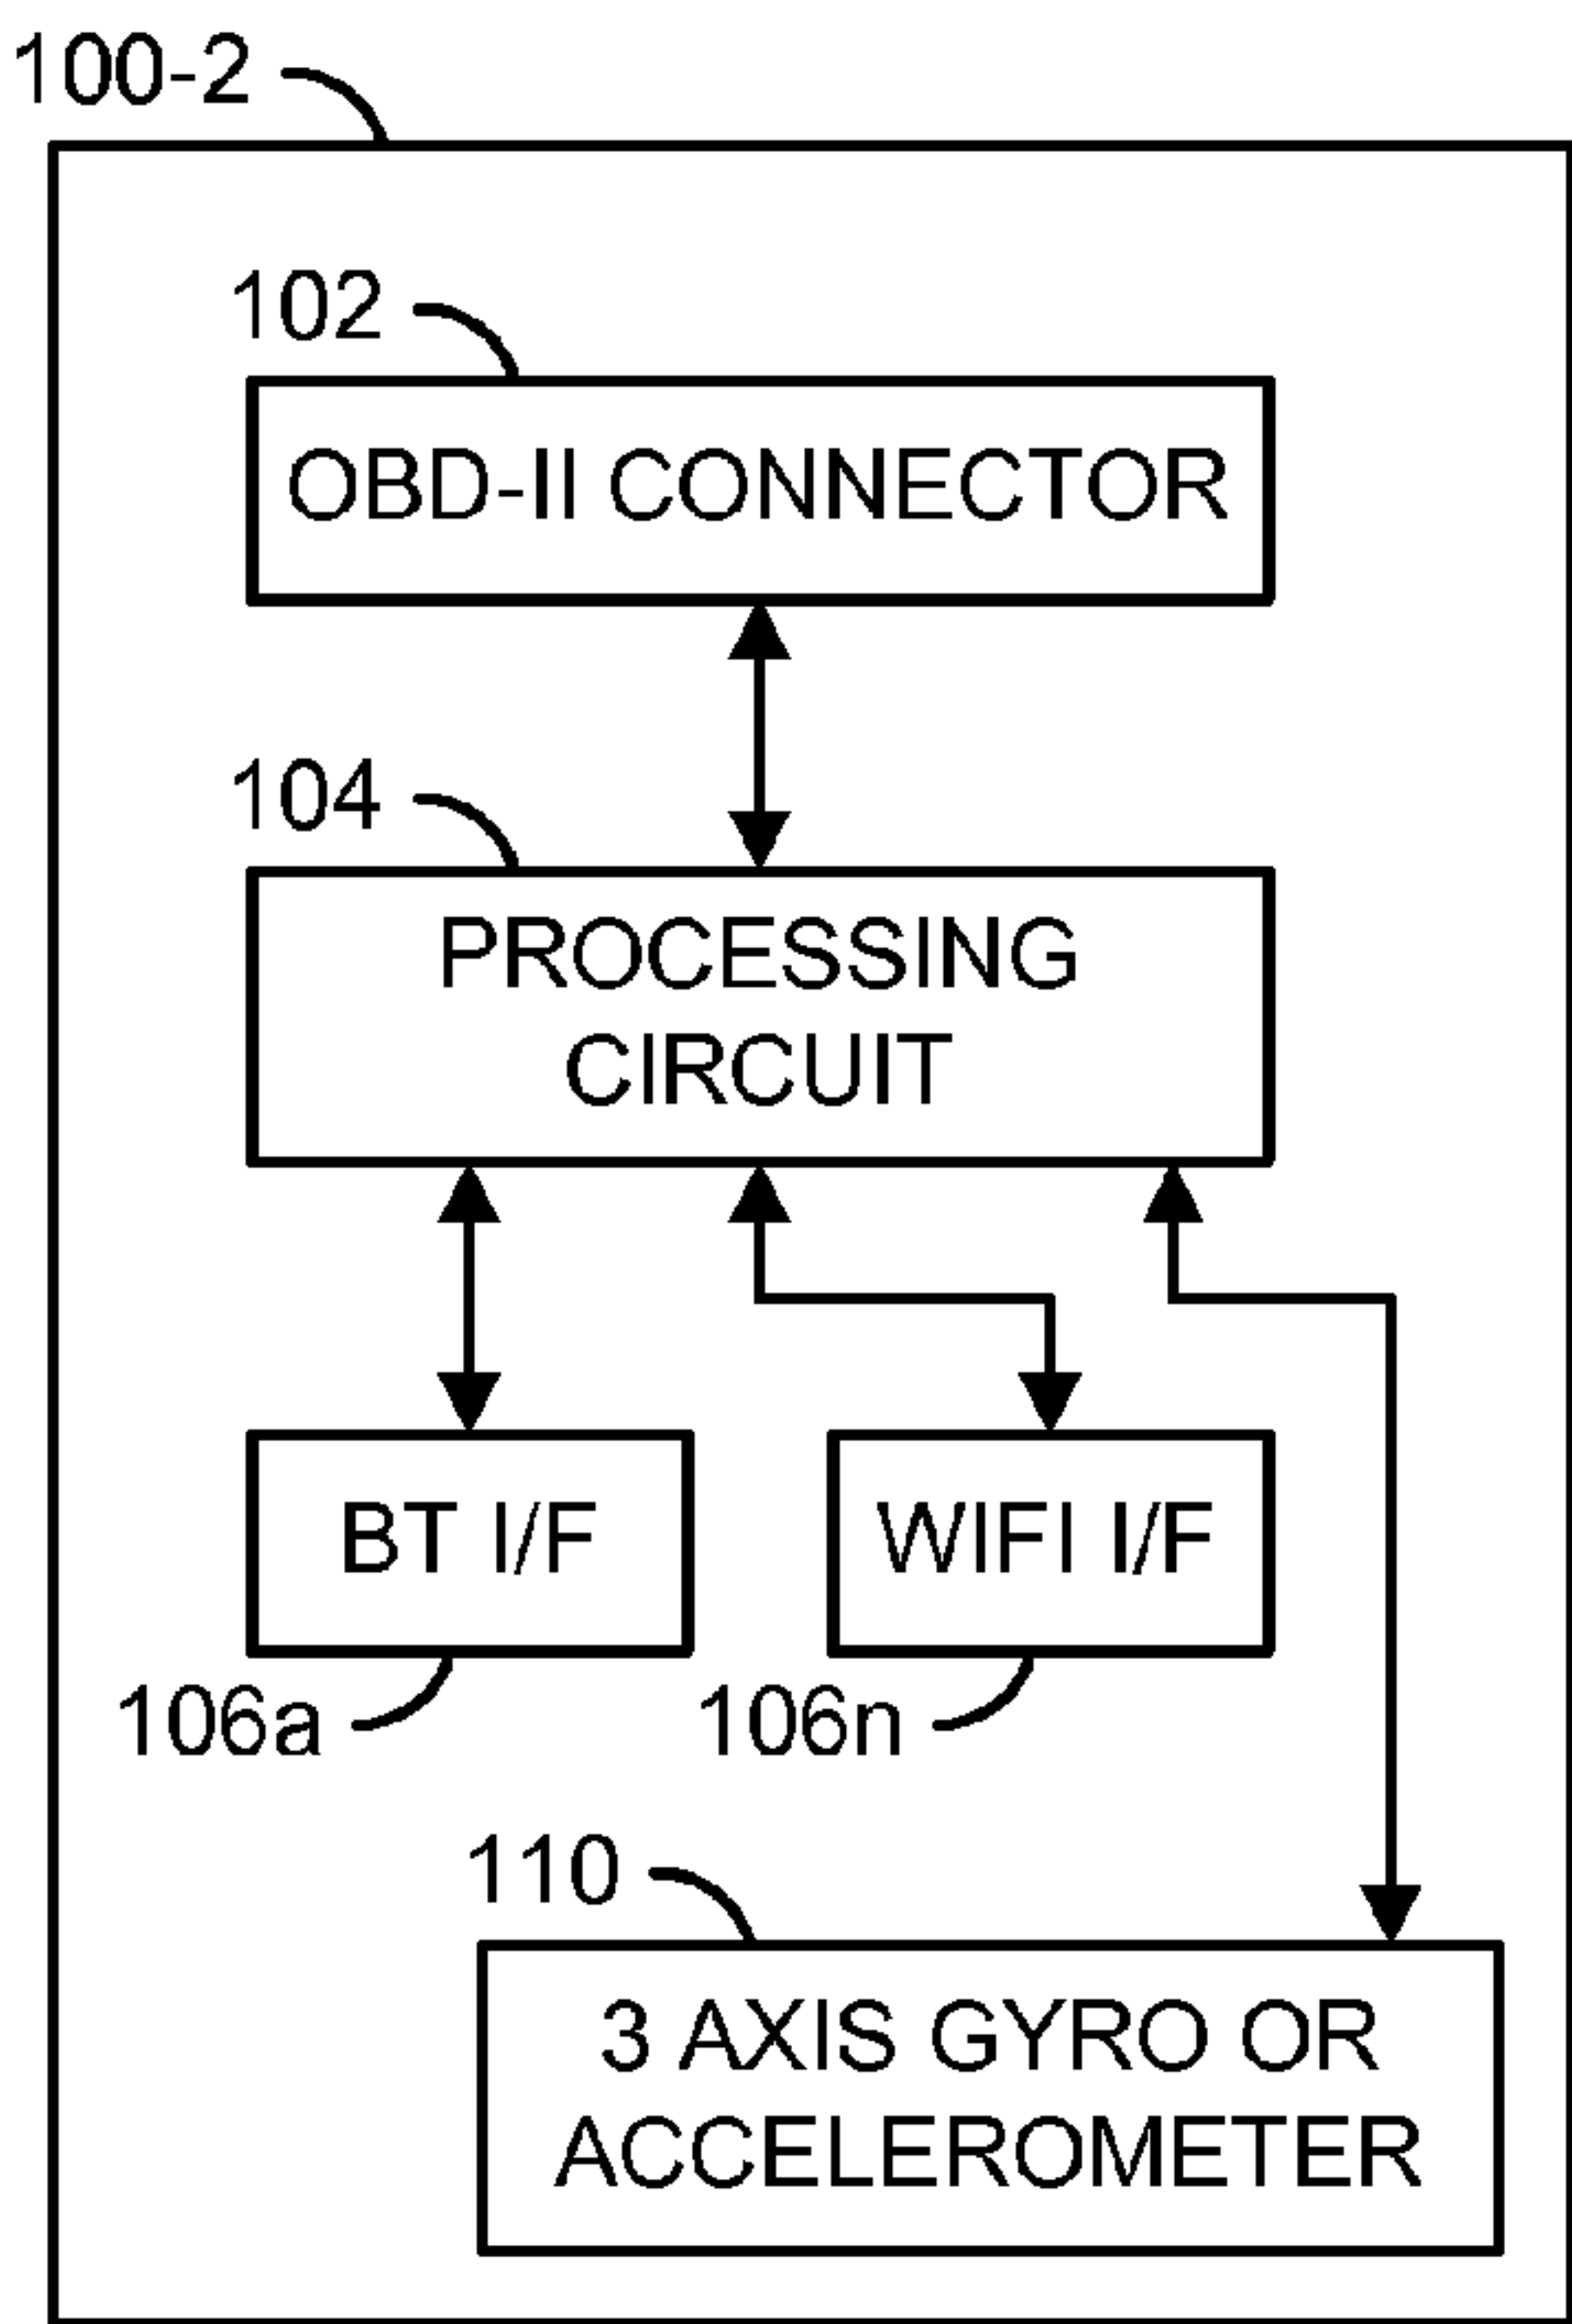 100-2
102
OBD-II CONNECTOR
104
PROCESSING
CIRCUIT
BT I/F
WIFI I/F
106a
106n
110
3 AXIS GYRO OR
ACCELEROMETER